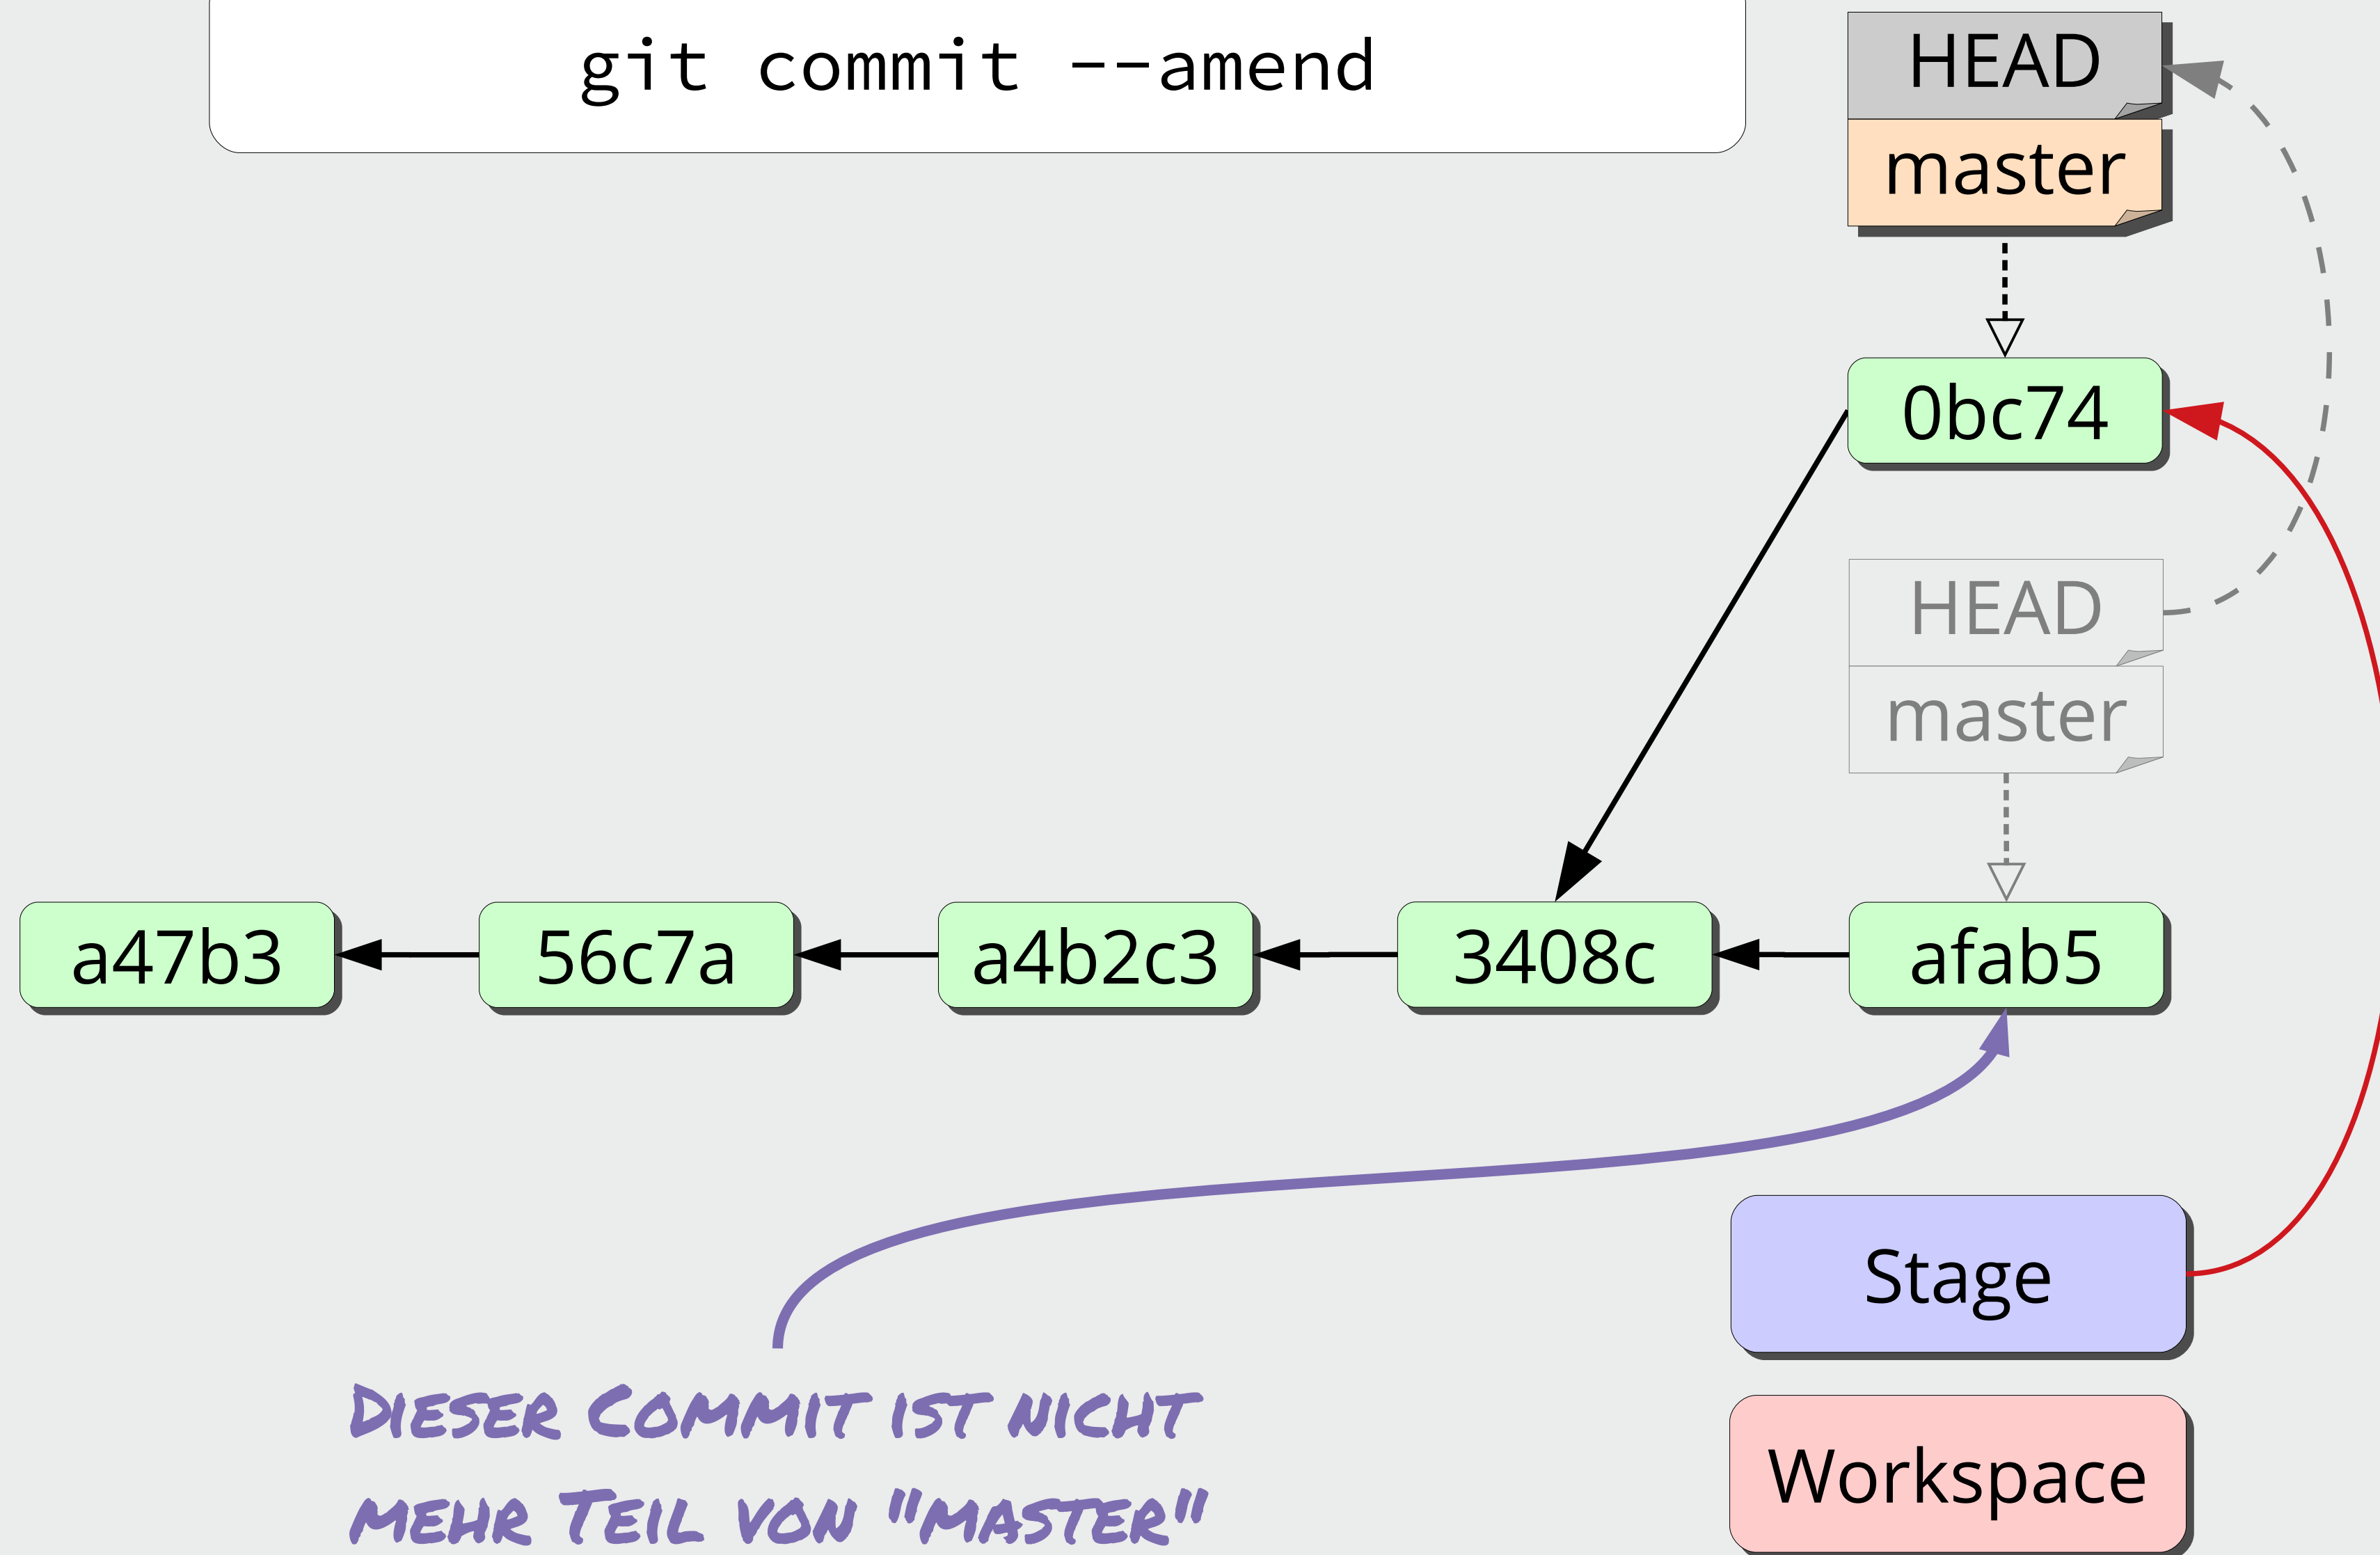 git commit --amend
HEAD
master
0bc74
HEAD
master
a47b3
56c7a
a4b2c3
3408c
afab5
Stage
Workspace
Dieser Commit ist nicht
mehr Teil von "master"